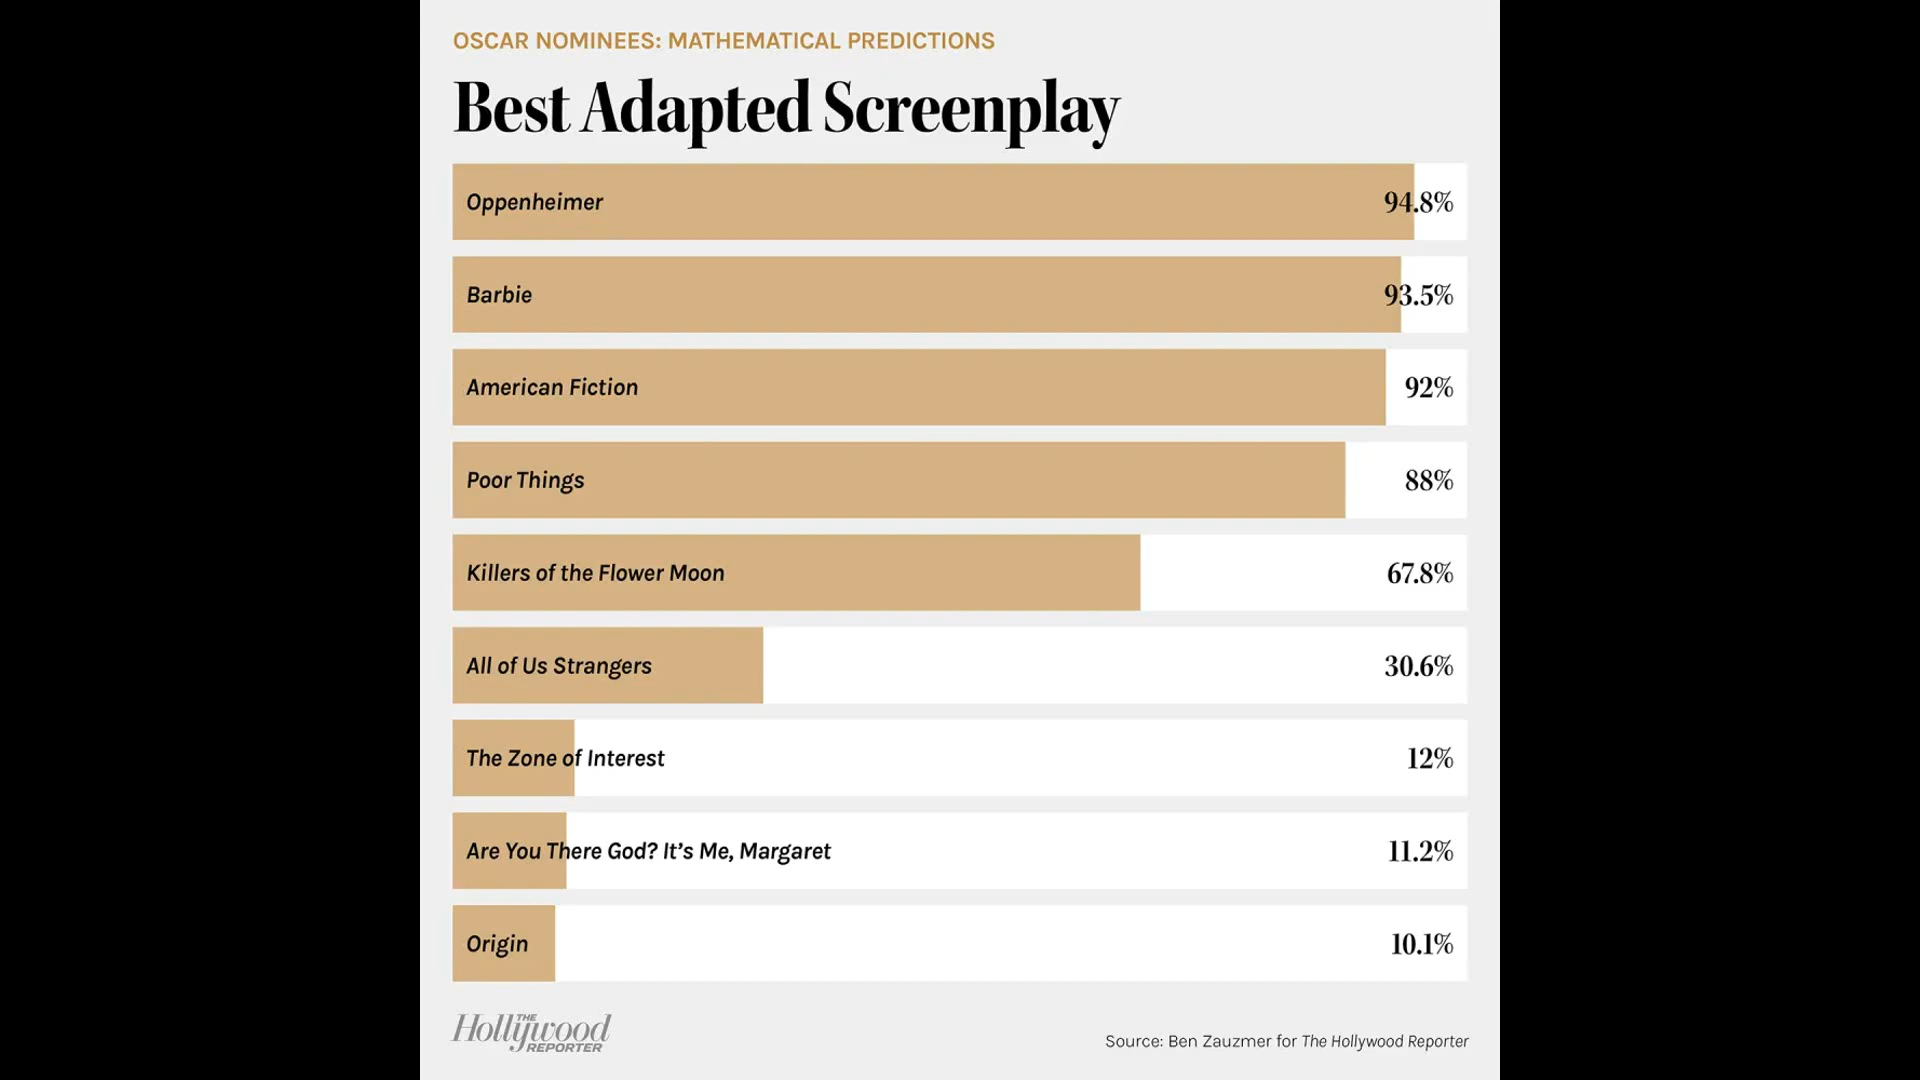 OSCAR NOMINEES: MATHEMATICAL PREDICTIONS
Best Adapted Screenplay
Oppenheimer 94.8%
Barbie 93.5%
American Fiction 92%
Poor Things 88%
Killers of the Flower Moon 67.8%
All of Us Strangers 30.6%
The Zone of Interest 12%
Are You There God? It’s Me, Margaret 11.2%
Origin 10.1%
THE
Hollywood
REPORTER
Source: Ben Zauzmer for The Hollywood Reporter